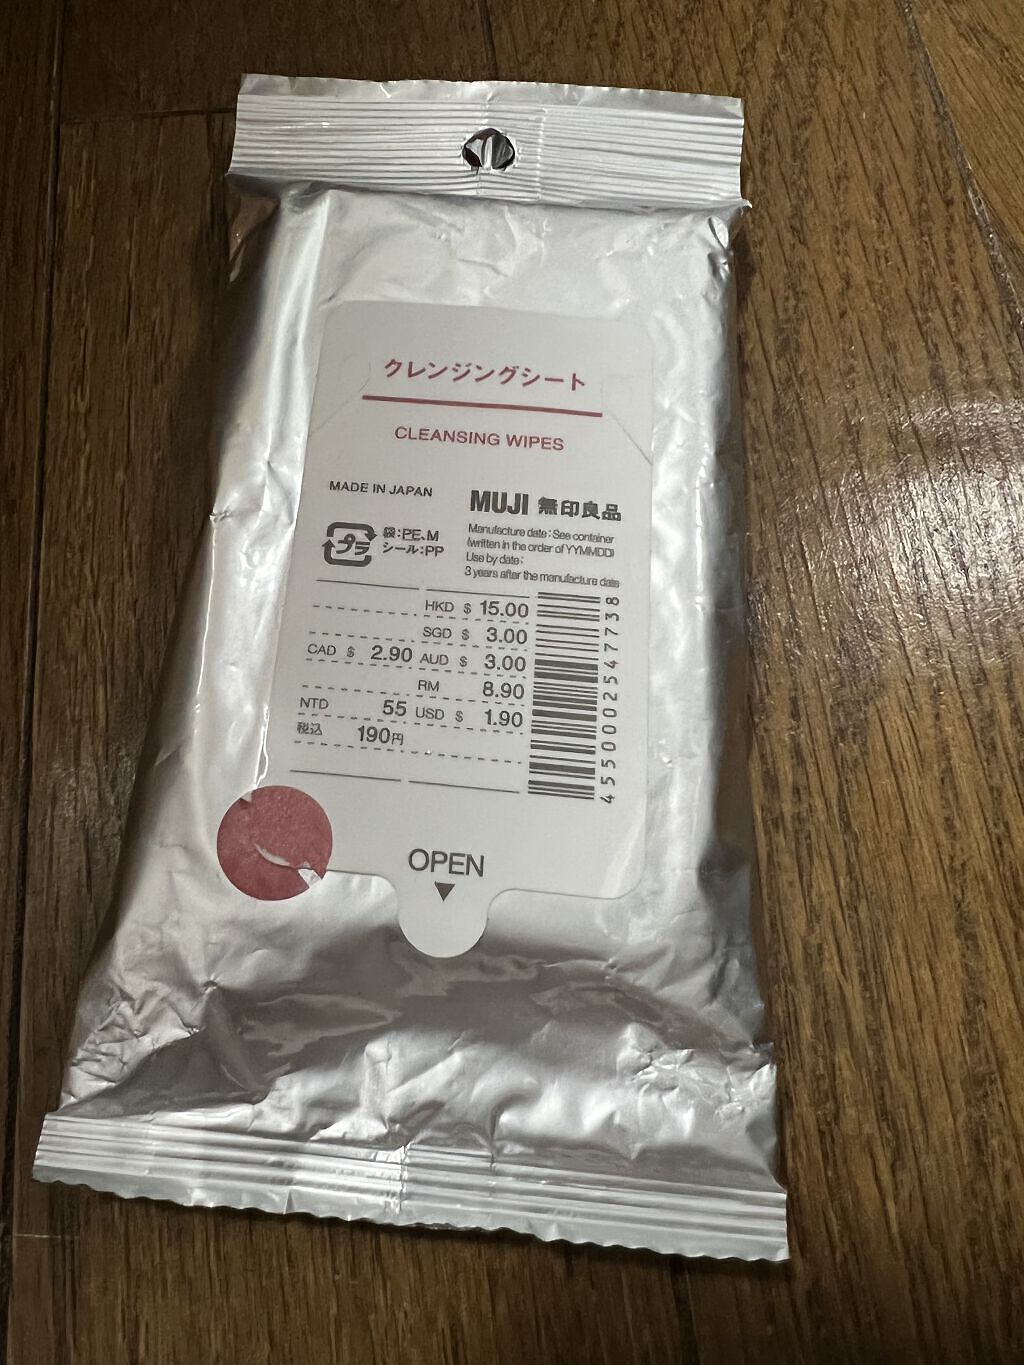 クレンジングシート
CLEANSING WIPES
MADE IN JAPAN
MUJI 無印良品
プラ
袋:PE.M
シール:PP
Manufacture date:See container
(written in the order of YYMMDD)
Use by date:
3 years after the manufacture date
HKD $ 15.00
SGD $ 3.00
CAD $ 2.90 AUD $ 3.00
RM 8.90
NTD 55 USD $ 1.90
税込 190円
4550002547738
OPEN